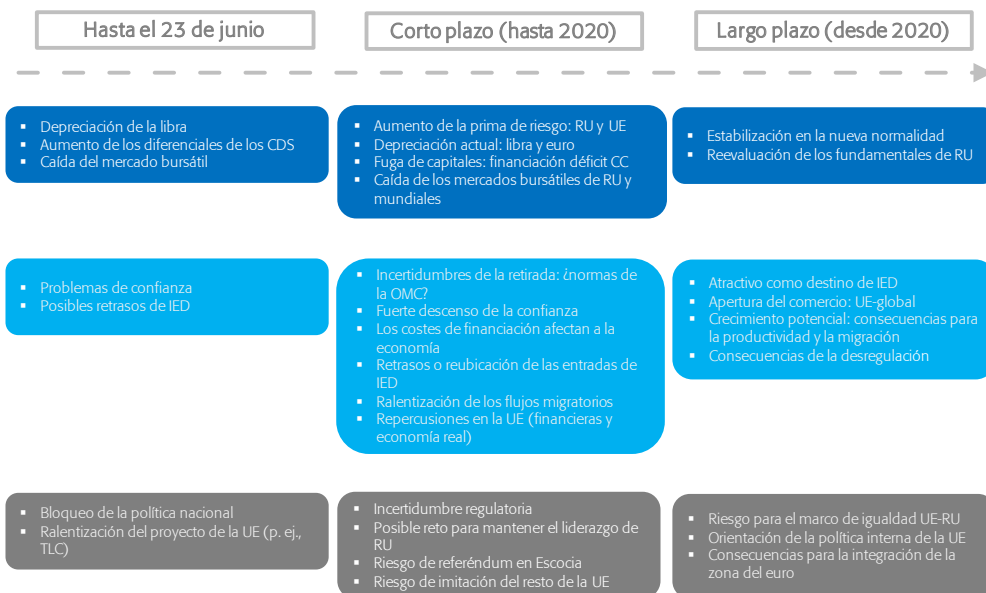 Hasta el 23 de junio
Corto plazo (hasta 2020)
Largo plazo (desde 2020)
▪ Depreciación de la libra
▪ Aumento de los diferenciales de los CDS
▪ Caída del mercado bursátil
▪ Aumento de la prima de riesgo: RU y UE
▪ Depreciación actual: libra y euro
▪ Fuga de capitales: financiación déficit CC
▪ Caída de los mercados bursátiles de RU y
mundiales
▪ Estabilización en la nueva normalidad
▪ Reevaluación de los fundamentales de RU
▪ Problemas de confianza
▪ Posibles retrasos de IED
▪ Incertidumbres de la retirada: ¿normas de
la OMC?
▪ Fuerte descenso de la confianza
▪ Los costes de financiación afectan a la
economía
▪ Retrasos o reubicación de las entradas de
IED
▪ Ralentización de los flujos migratorios
▪ Repercusiones en la UE (financieras y
economía real)
▪ Atractivo como destino de IED
▪ Apertura del comercio: UE-global
▪ Crecimiento potencial: consecuencias para
la productividad y la migración
▪ Consecuencias de la desregulación
▪ Bloqueo de la política nacional
▪ Ralentización del proyecto de la UE (p. ej.,
TLC)
▪ Incertidumbre regulatoria
▪ Posible reto para mantener el liderazgo de
RU
▪ Riesgo de referéndum en Escocia
▪ Riesgo de imitación del resto de la UE
▪ Riesgo para el marco de igualdad UE-RU
▪ Orientación de la política interna de la UE
▪ Consecuencias para la integración de la
zona del euro